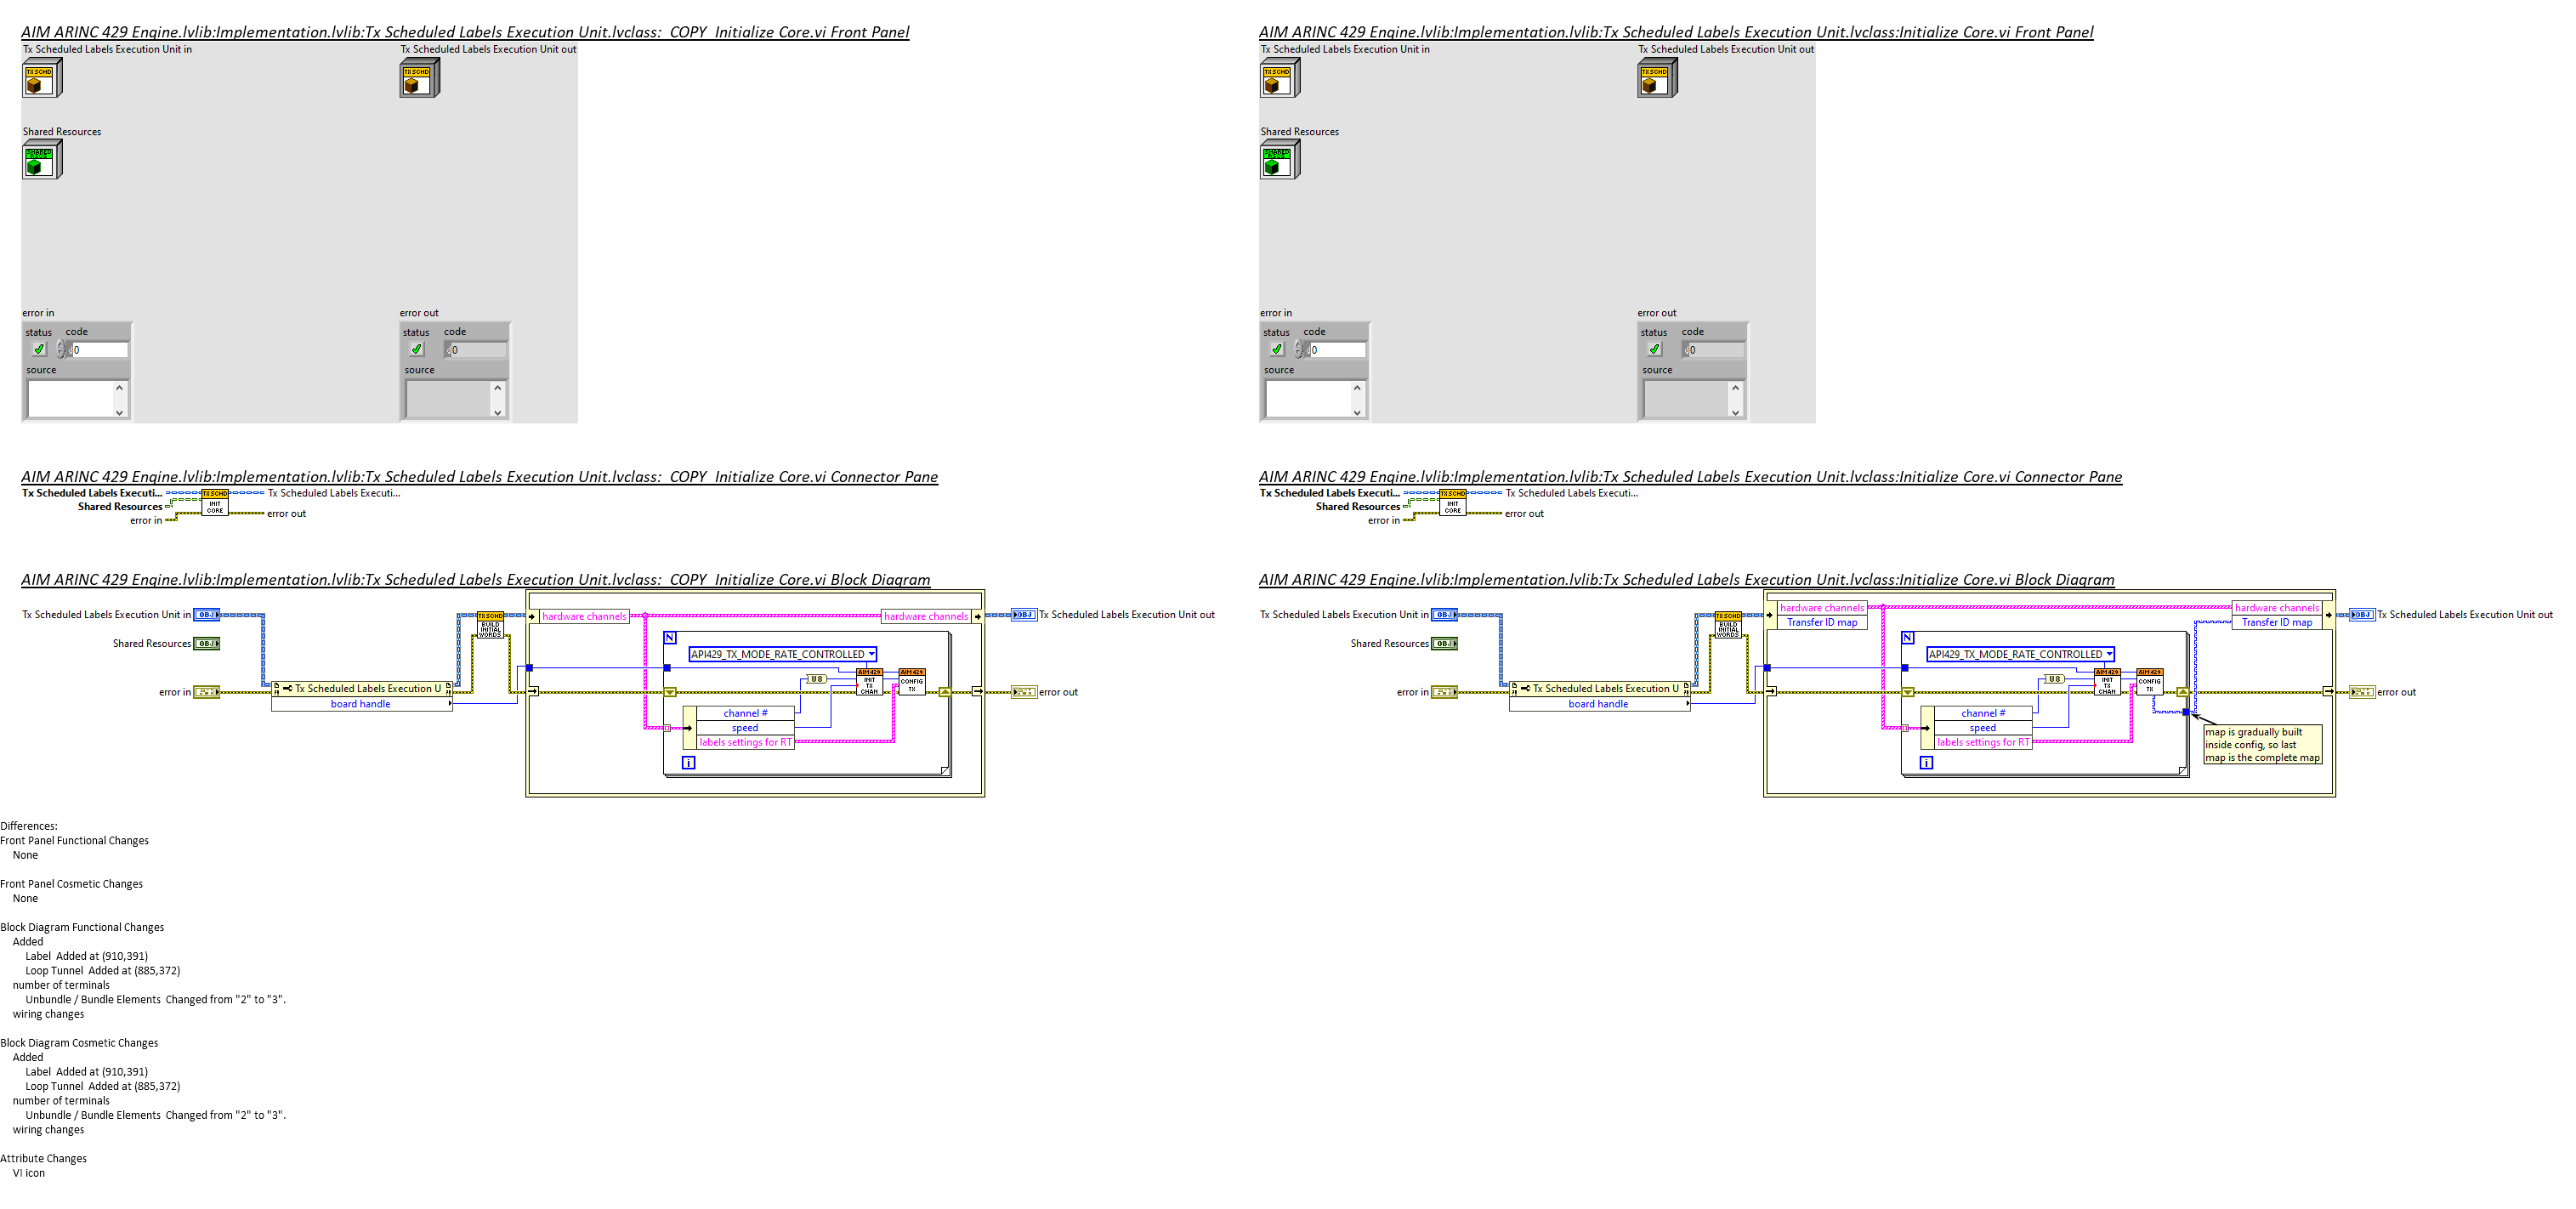 AIM ARINC 429 Engine.lvlib:Implementation.lvlib:Tx Scheduled Labels Execution Unit.lvclass:  COPY  Initialize Core.vi Front Panel
Tx Scheduled Labels Execution Unit in
Tx Scheduled Labels Execution Unit out
TX SCHD
TX SCHD
Shared Resources
SHARED
error in
error out
status code
status code
0
0
source
source
AIM ARINC 429 Engine.lvlib:Implementation.lvlib:Tx Scheduled Labels Execution Unit.lvclass:  COPY  Initialize Core.vi Connector Pane
Tx Scheduled Labels Executi...
TX SCHD
INIT
CORE
Tx Scheduled Labels Executi...
Shared Resources
error in
error out
AIM ARINC 429 Engine.lvlib:Implementation.lvlib:Tx Scheduled Labels Execution Unit.lvclass:  COPY  Initialize Core.vi Block Diagram
Tx Scheduled Labels Execution Unit in
OBJ
TX SCHD
BUILD
INITIAL
WORDS
hardware channels
hardware channels
OBJ
Tx Scheduled Labels Execution Unit out
Shared Resources
OBJ
N
API429_TX_MODE_RATE_CONTROLLED
U8
AIM429
INIT
TX
CHAN
AIM429
CONFIG
TX
error in
Tx Scheduled Labels Execution U
board handle
error out
channel #
speed
labels settings for RT
i
AIM ARINC 429 Engine.lvlib:Implementation.lvlib:Tx Scheduled Labels Execution Unit.lvclass:Initialize Core.vi Front Panel
Tx Scheduled Labels Execution Unit in
Tx Scheduled Labels Execution Unit out
TX SCHD
TX SCHD
Shared Resources
SHARED
error in
error out
status code
status code
0
0
source
source
AIM ARINC 429 Engine.lvlib:Implementation.lvlib:Tx Scheduled Labels Execution Unit.lvclass:Initialize Core.vi Connector Pane
Tx Scheduled Labels Executi...
TX SCHD
INIT
CORE
Tx Scheduled Labels Executi...
Shared Resources
error in
error out
AIM ARINC 429 Engine.lvlib:Implementation.lvlib:Tx Scheduled Labels Execution Unit.lvclass:Initialize Core.vi Block Diagram
Tx Scheduled Labels Execution Unit in
OBJ
TX SCHD
BUILD
INITIAL
WORDS
hardware channels
Transfer ID map
hardware channels
Transfer ID map
OBJ
Tx Scheduled Labels Execution Unit out
Shared Resources
OBJ
N
API429_TX_MODE_RATE_CONTROLLED
U8
AIM429
INIT
TX
CHAN
AIM429
CONFIG
TX
error in
Tx Scheduled Labels Execution U
board handle
error out
channel #
speed
labels settings for RT
i
map is gradually built
inside config, so last
map is the complete map
Differences:
Front Panel Functional Changes
None
Front Panel Cosmetic Changes
None
Block Diagram Functional Changes
Added
Label  Added at (910,391)
Loop Tunnel  Added at (885,372)
number of terminals
Unbundle / Bundle Elements  Changed from "2" to "3".
wiring changes
Block Diagram Cosmetic Changes
Added
Label  Added at (910,391)
Loop Tunnel  Added at (885,372)
number of terminals
Unbundle / Bundle Elements  Changed from "2" to "3".
wiring changes
Attribute Changes
VI icon